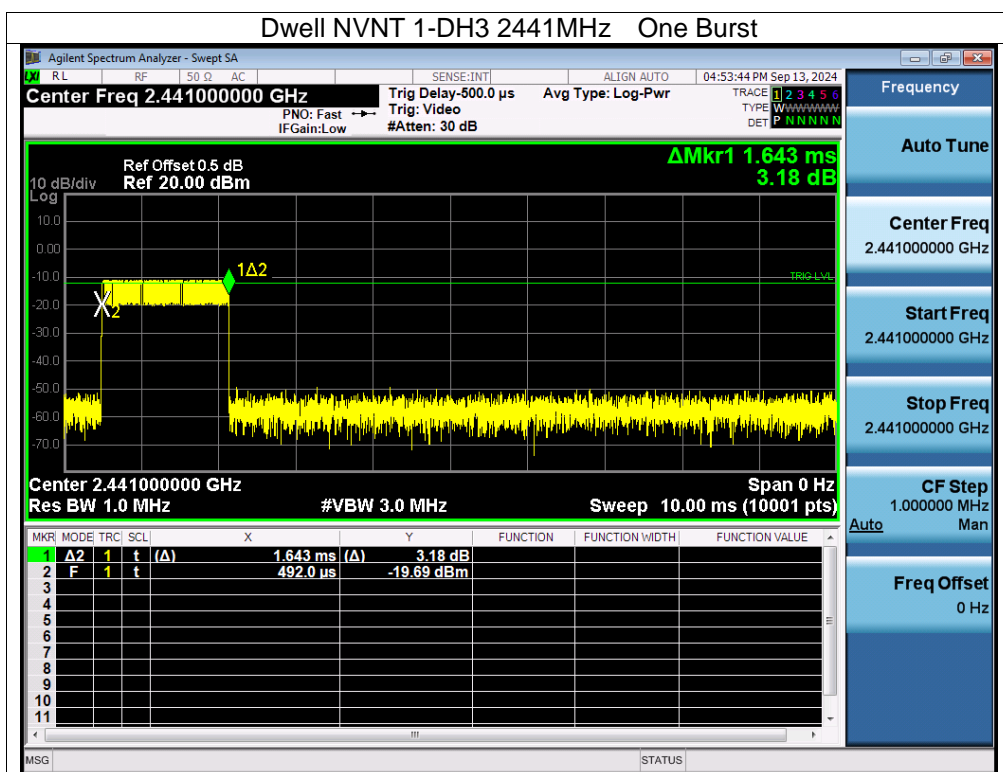 Dwell NVNT 1-DH3 2441MHz One Burst
Agilent Spectrum Analyzer - Swept SA
LXI RL RF 50 Ω AC SENSE:INT ALIGN AUTO 04:53:44 PM Sep 13, 2024
Center Freq 2.441000000 GHz
PNO: Fast
IFGain:Low
Trig Delay-500.0 µs
Trig: Video
#Atten: 30 dB
Avg Type: Log-Pwr
TRACE 1 2 3 4 5 6
TYPE WWWWWW
DET P N N N N N
Frequency
Auto Tune
Center Freq
2.441000000 GHz
Start Freq
2.441000000 GHz
Stop Freq
2.441000000 GHz
CF Step
1.000000 MHz
Auto Man
Freq Offset
0 Hz
ΔMkr1 1.643 ms
3.18 dB
Ref Offset 0.5 dB
10 dB/div Ref 20.00 dBm
Log
10.0
0.00
-10.0
-20.0
-30.0
-40.0
-50.0
-60.0
-70.0
1Δ2
TRIG LVL
2
Center 2.441000000 GHz Span 0 Hz
Res BW 1.0 MHz #VBW 3.0 MHz Sweep 10.00 ms (10001 pts)
MKR MODE TRC SCL X Y FUNCTION FUNCTION WIDTH FUNCTION VALUE
1 Δ2 1 t (Δ) 1.643 ms (Δ) 3.18 dB
2 F 1 t 492.0 µs -19.69 dBm
3
4
5
6
7
8
9
10
11
MSG STATUS